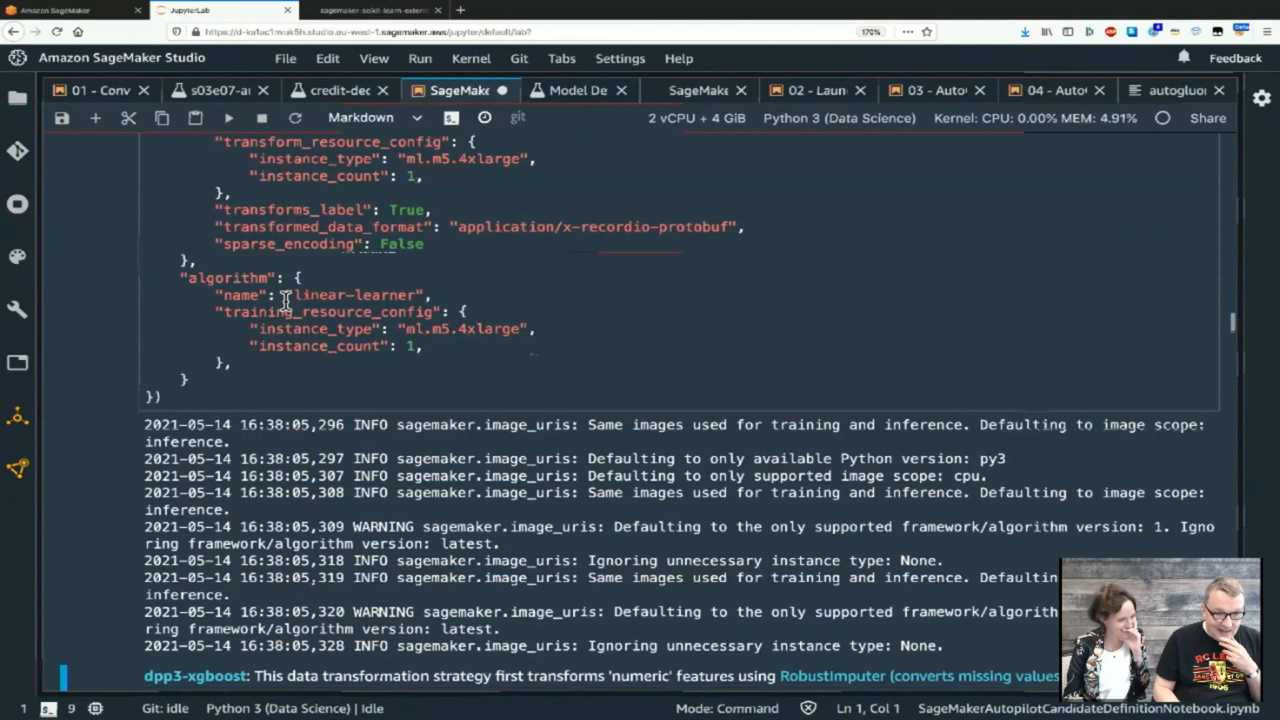 Amazon SageMaker
JupyterLab
sagemaker-scikit-learn-extens
170%
Amazon SageMaker Studio
File Edit View Run Kernel Git Tabs Settings Help
Feedback
01 - Conv
s03e07-ar
credit-dec
SageMake
Model De
SageMake
02 - Laun
03 - Auto
04 - AutoG
autogluon
Markdown
git
2 vCPU + 4 GiB
Python 3 (Data Science)
Kernel: CPU: 0.00% MEM: 4.91%
Share
"transform_resource_config": {
"instance_type": "ml.m5.4xlarge",
"instance_count": 1,
},
"transforms_label": True,
"transformed_data_format": "application/x-recordio-protobuf",
"sparse_encoding": False
},
"algorithm": {
"name": "linear-learner",
"training_resource_config": {
"instance_type": "ml.m5.4xlarge",
"instance_count": 1,
},
}
})
2021-05-14 16:38:05,296 INFO sagemaker.image_uris: Same images used for training and inference. Defaulting to image scope:
inference.
2021-05-14 16:38:05,297 INFO sagemaker.image_uris: Defaulting to only available Python version: py3
2021-05-14 16:38:05,307 INFO sagemaker.image_uris: Defaulting to only supported image scope: cpu.
2021-05-14 16:38:05,308 INFO sagemaker.image_uris: Same images used for training and inference. Defaulting to image scope:
inference.
2021-05-14 16:38:05,309 WARNING sagemaker.image_uris: Defaulting to the only supported framework/algorithm version: 1. Igno
ring framework/algorithm version: latest.
2021-05-14 16:38:05,318 INFO sagemaker.image_uris: Ignoring unnecessary instance type: None.
2021-05-14 16:38:05,319 INFO sagemaker.image_uris: Same images used for training and inference. Defaulting
inference.
2021-05-14 16:38:05,320 WARNING sagemaker.image_uris: Defaulting to the only supported framework/algorith
ring framework/algorithm version: latest.
2021-05-14 16:38:05,328 INFO sagemaker.image_uris: Ignoring unnecessary instance type: None.
dpp3-xgboost: This data transformation strategy first transforms 'numeric' features using RobustImputer (converts missing values
1 9 Git: idle Python 3 (Data Science) | Idle
Mode: Command
Ln 1, Col 1
SageMakerAutopilotCandidateDefinitionNotebook.ipynb
1906